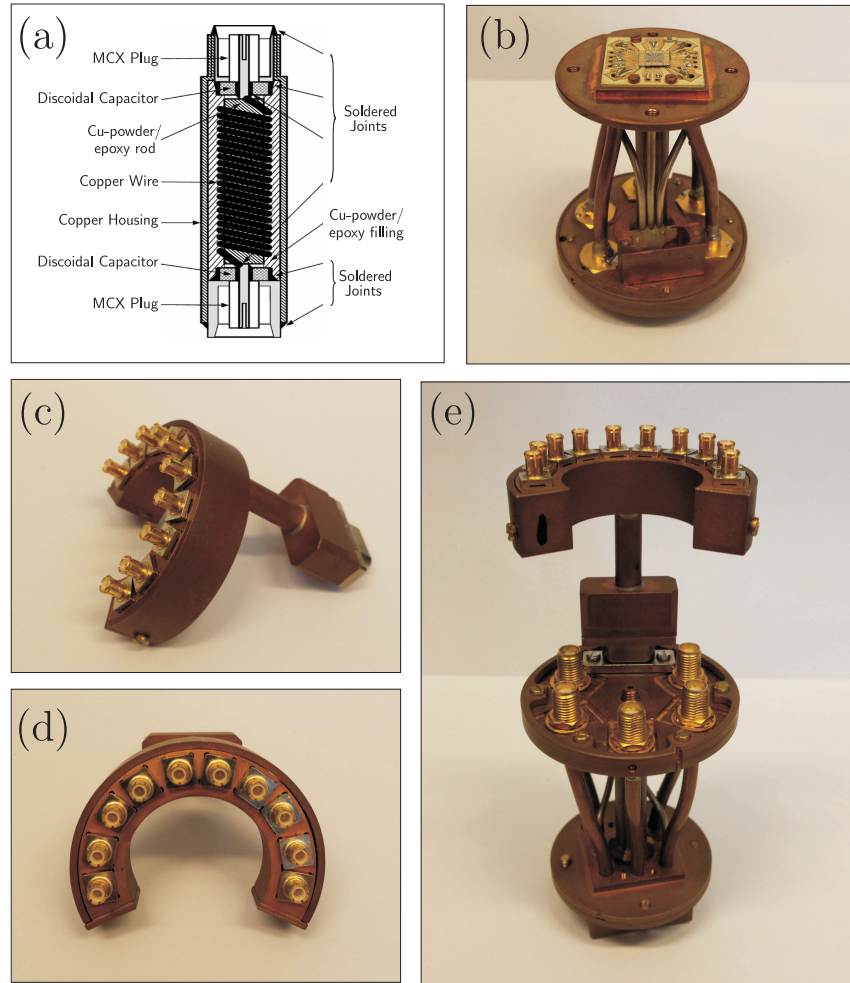 (a)
MCX Plug
Discoidal Capacitor
Cu-powder/
epoxy rod
Copper Wire
Copper Housing
Discoidal Capacitor
MCX Plug
Soldered
Joints
Cu-powder/
epoxy filling
Soldered
Joints
(b)
(c)
(d)
(e)